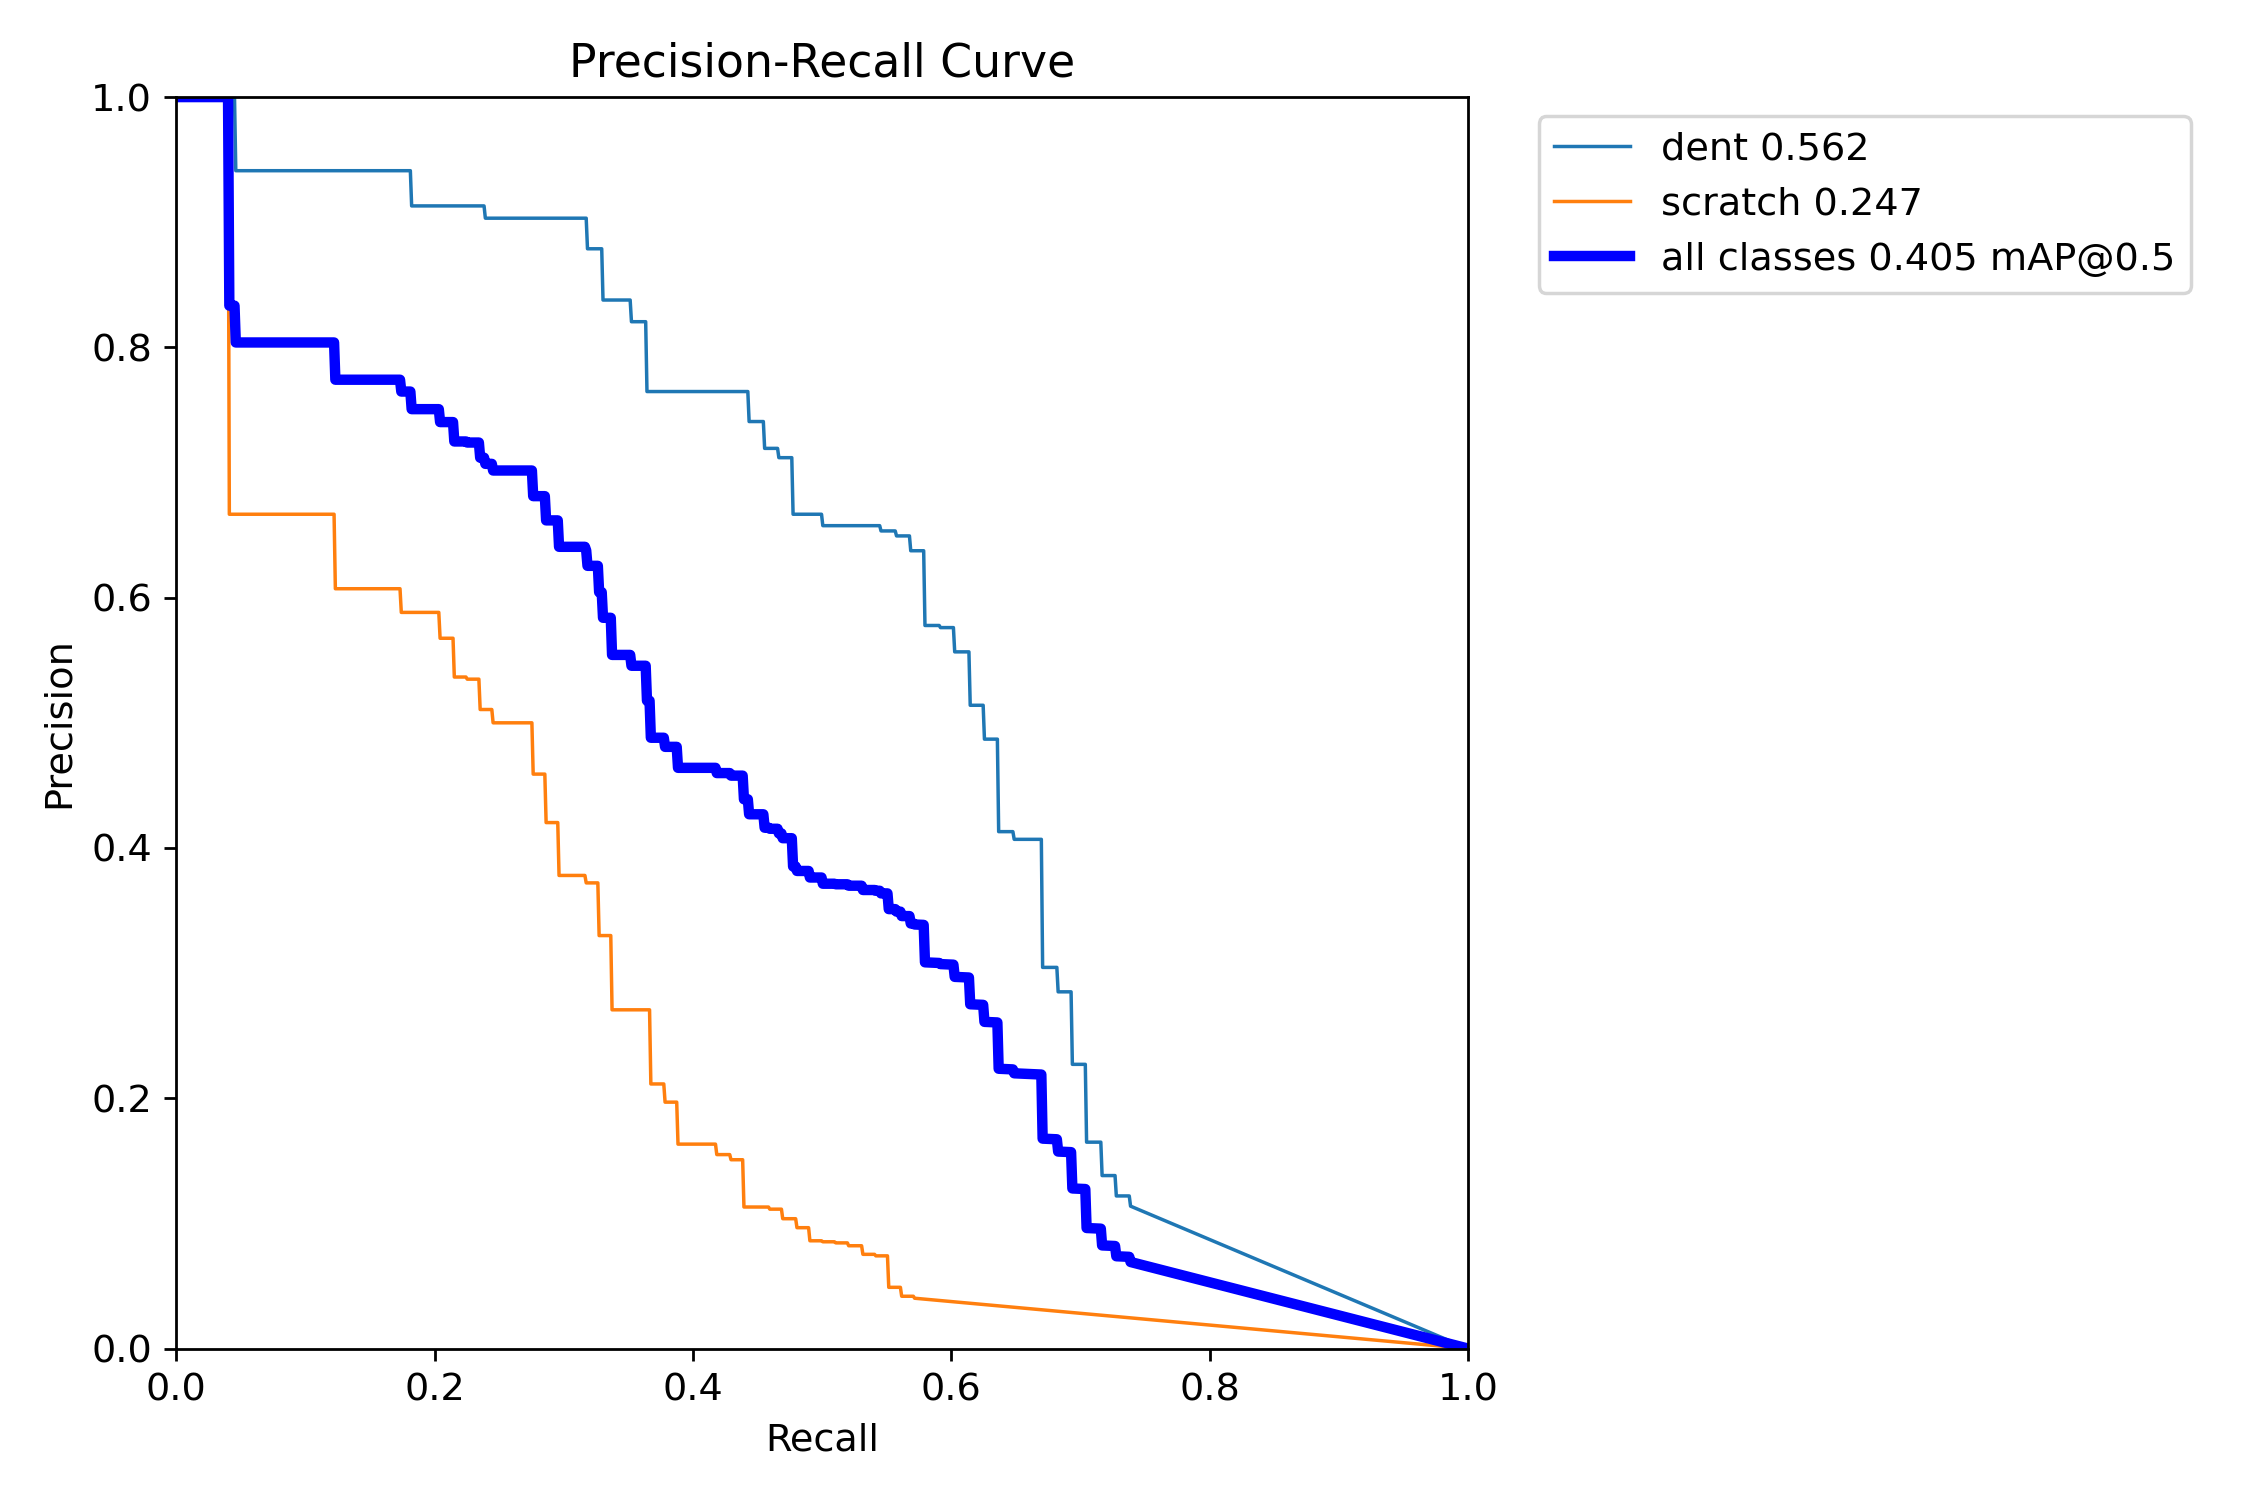 Precision-Recall Curve
1.0
0.8
0.6
0.4
0.2
0.0
Precision
0.0 0.2 0.4 0.6 0.8 1.0
Recall
dent 0.562
scratch 0.247
all classes 0.405 mAP@0.5